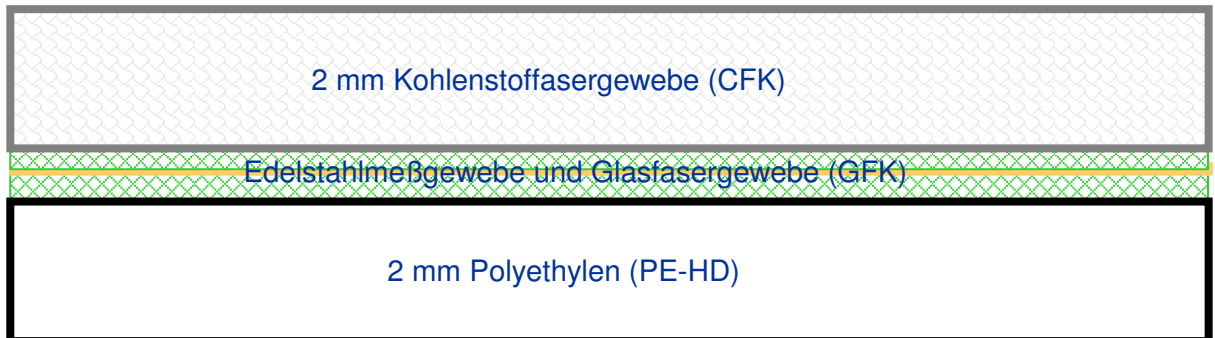 2 mm Kohlenstoffasergewebe (CFK)
Edelstahlmeßgewebe und Glasfasergewebe (GFK)
2 mm Polyethylen (PE-HD)